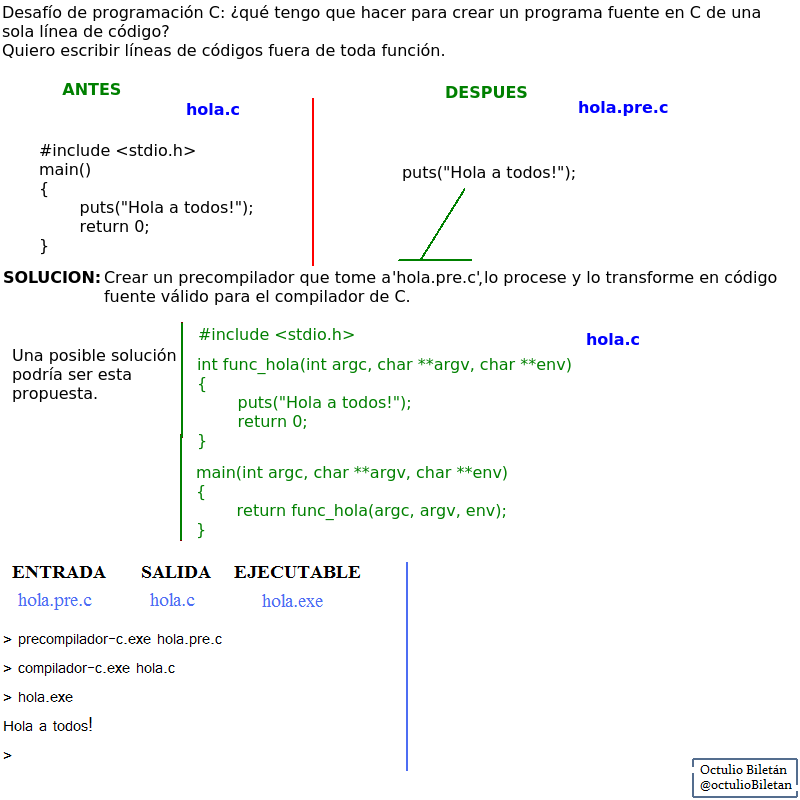 Desafío de programación C: ¿qué tengo que hacer para crear un programa fuente en C de una
sola línea de código?
Quiero escribir líneas de códigos fuera de toda función.
ANTES
hola.c
#include <stdio.h>
main()
{
puts("Hola a todos!");
return 0;
}
DESPUES
hola.pre.c
puts("Hola a todos!");
SOLUCION: Crear un precompilador que tome a'hola.pre.c',lo procese y lo transforme en código
fuente válido para el compilador de C.
Una posible solución
podría ser esta
propuesta.
hola.c
#include <stdio.h>
int func_hola(int argc, char **argv, char **env)
{
puts("Hola a todos!");
return 0;
}
main(int argc, char **argv, char **env)
{
return func_hola(argc, argv, env);
}
ENTRADA SALIDA EJECUTABLE
hola.pre.c hola.c hola.exe
> precompilador-c.exe hola.pre.c
> compilador-c.exe hola.c
> hola.exe
Hola a todos!
>
Octulio Biletán
@octulioBiletan